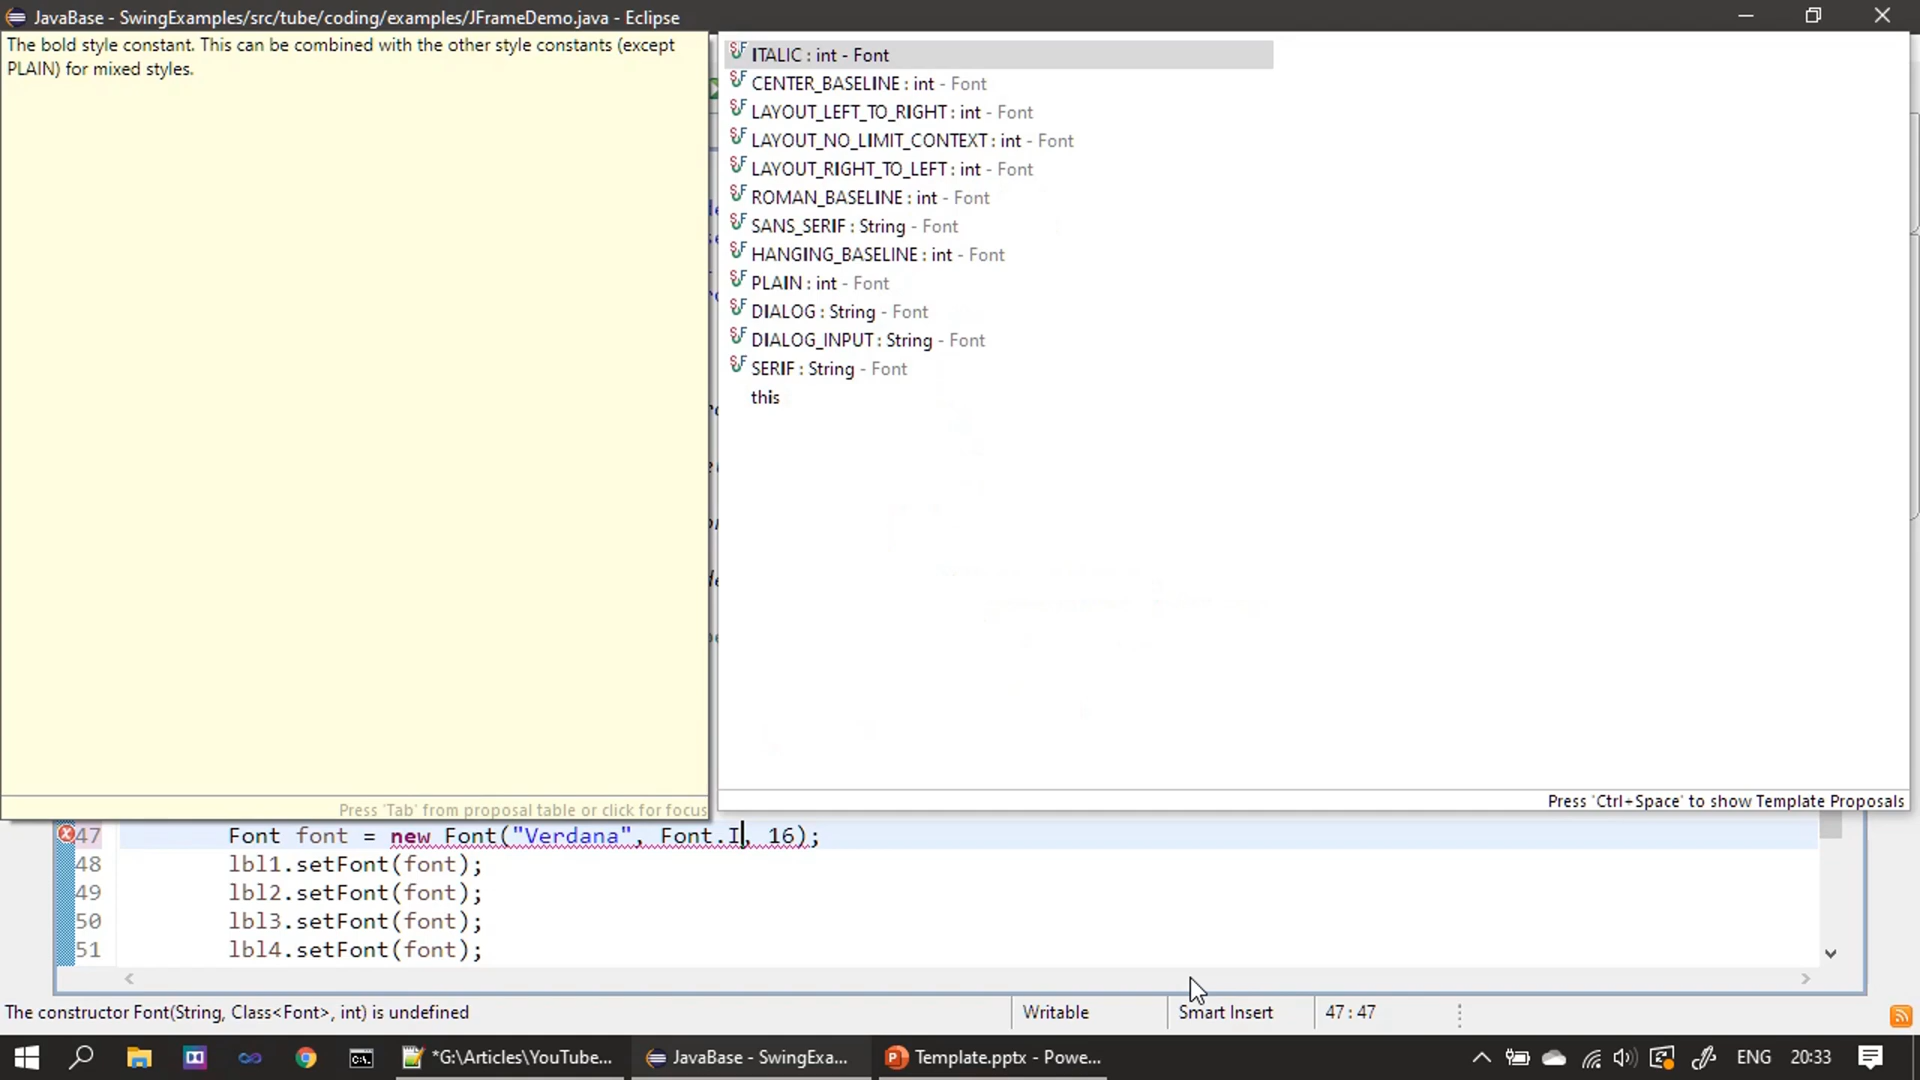 JavaBase - SwingExamples/src/tube/coding/examples/JFrameDemo.java - Eclipse
The bold style constant. This can be combined with the other style constants (except
PLAIN) for mixed styles.
Press 'Tab' from proposal table or click for focus
ITALIC : int - Font
CENTER_BASELINE : int - Font
LAYOUT_LEFT_TO_RIGHT : int - Font
LAYOUT_NO_LIMIT_CONTEXT : int - Font
LAYOUT_RIGHT_TO_LEFT : int - Font
ROMAN_BASELINE : int - Font
SANS_SERIF : String - Font
HANGING_BASELINE : int - Font
PLAIN : int - Font
DIALOG : String - Font
DIALOG_INPUT : String - Font
SERIF : String - Font
this
Press 'Ctrl+Space' to show Template Proposals
47 Font font = new Font("Verdana", Font.I, 16);
48 lbl1.setFont(font);
49 lbl2.setFont(font);
50 lbl3.setFont(font);
51 lbl4.setFont(font);
The constructor Font(String, Class<Font>, int) is undefined
Writable
Smart Insert
47 : 47
*G:\Articles\YouTube...
JavaBase - SwingExa...
Template.pptx - Powe...
ENG
20:33